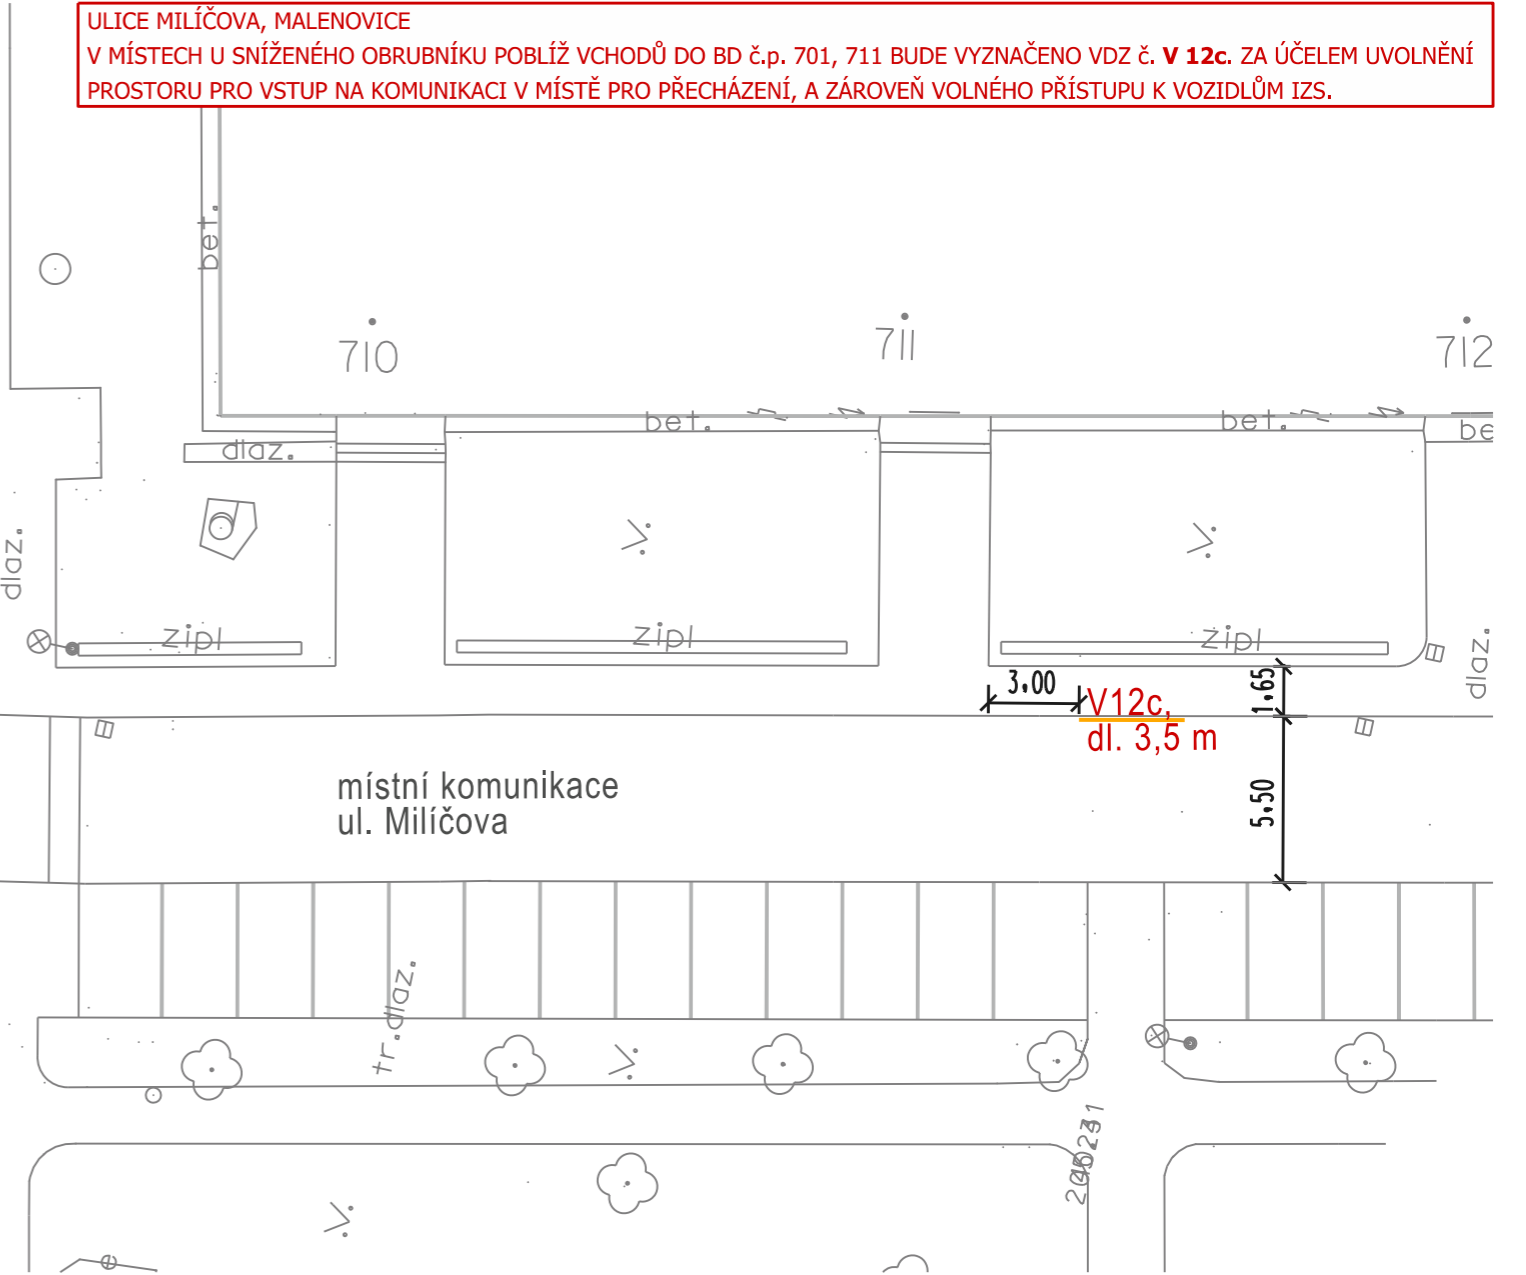 ULICE MILÍČOVA, MALENOVICE
V MÍSTECH U SNÍŽENÉHO OBRUBNÍKU POBLÍŽ VCHODŮ DO BD č.p. 701, 711 BUDE VYZNAČENO VDZ č. V 12c. ZA ÚČELEM UVOLNĚNÍ
PROSTORU PRO VSTUP NA KOMUNIKACI V MÍSTĚ PRO PŘECHÁZENÍ, A ZÁROVEŇ VOLNÉHO PŘÍSTUPU K VOZIDLŮM IZS.
bet.
710
711
712
bet.
bet.
be
dlaz.
dlaz.
zipl
zipl
zipl
dlaz.
3,00
1,65
V12c,
dl. 3,5 m
5,50
místní komunikace
ul. Milíčova
tr.dlaz.